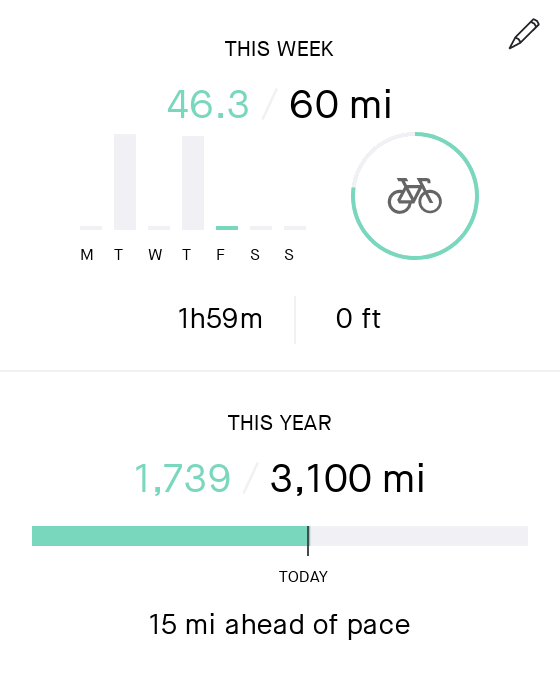 THIS WEEK
46.3 / 60 mi
M T W T F S S
1h59m 0 ft
THIS YEAR
1,739 / 3,100 mi
TODAY
15 mi ahead of pace